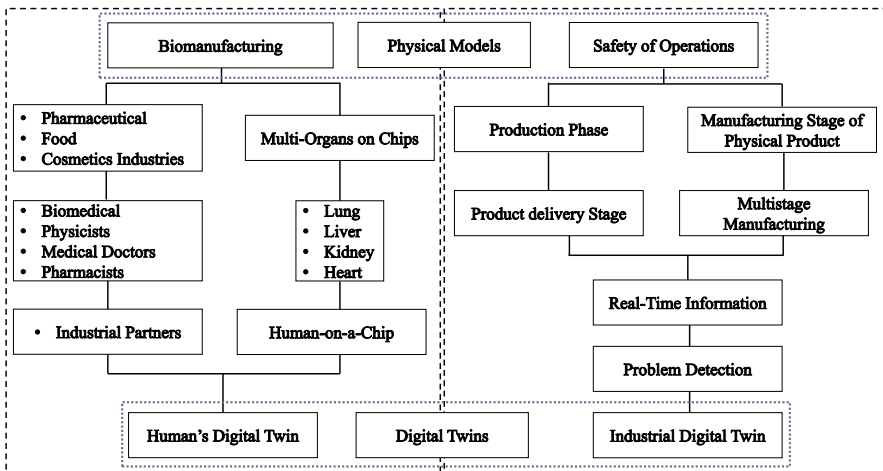 Biomanufacturing
Physical Models
Safety of Operations
• Pharmaceutical
• Food
• Cosmetics Industries
Multi-Organs on Chips
Production Phase
Manufacturing Stage of
Physical Product
• Biomedical
• Physicists
• Medical Doctors
• Pharmacists
• Lung
• Liver
• Kidney
• Heart
Product delivery Stage
Multistage
Manufacturing
• Industrial Partners
Human-on-a-Chip
Real-Time Information
Problem Detection
Human's Digital Twin
Digital Twins
Industrial Digital Twin